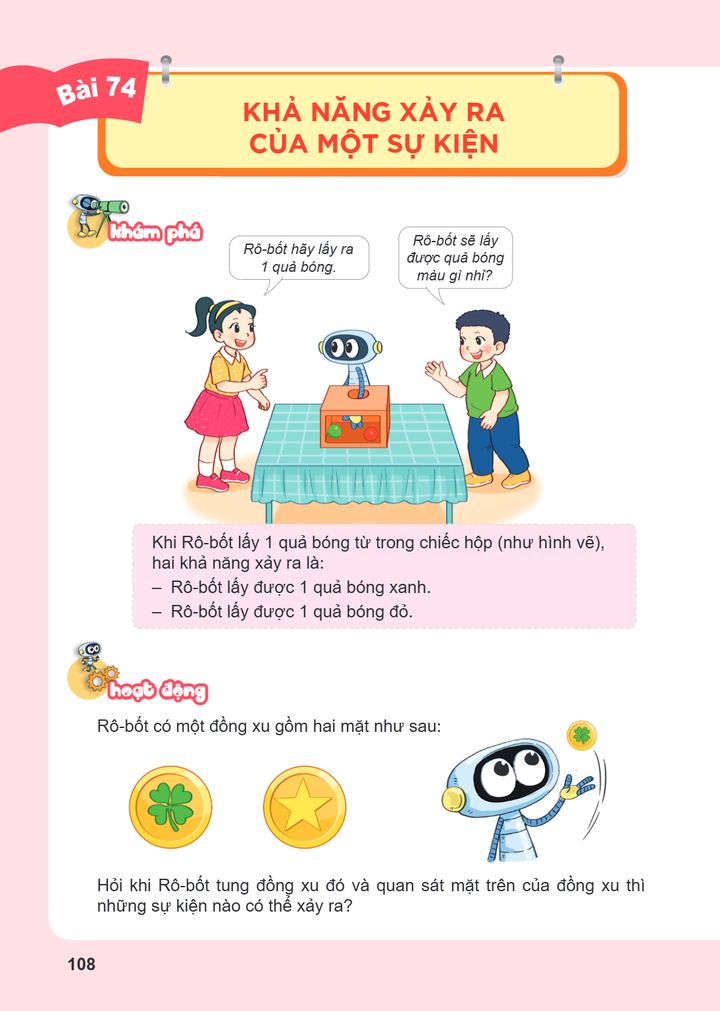 Bài 74
KHẢ NĂNG XẢY RA
CỦA MỘT SỰ KIỆN
khám phá
Rô-bốt hãy lấy ra
1 quả bóng.
Rô-bốt sẽ lấy
được quả bóng
màu gì nhỉ?
Khi Rô-bốt lấy 1 quả bóng từ trong chiếc hộp (như hình vẽ),
hai khả năng xảy ra là:
– Rô-bốt lấy được 1 quả bóng xanh.
– Rô-bốt lấy được 1 quả bóng đỏ.
hoạt động
Rô-bốt có một đồng xu gồm hai mặt như sau:
Hỏi khi Rô-bốt tung đồng xu đó và quan sát mặt trên của đồng xu thì
những sự kiện nào có thể xảy ra?
108